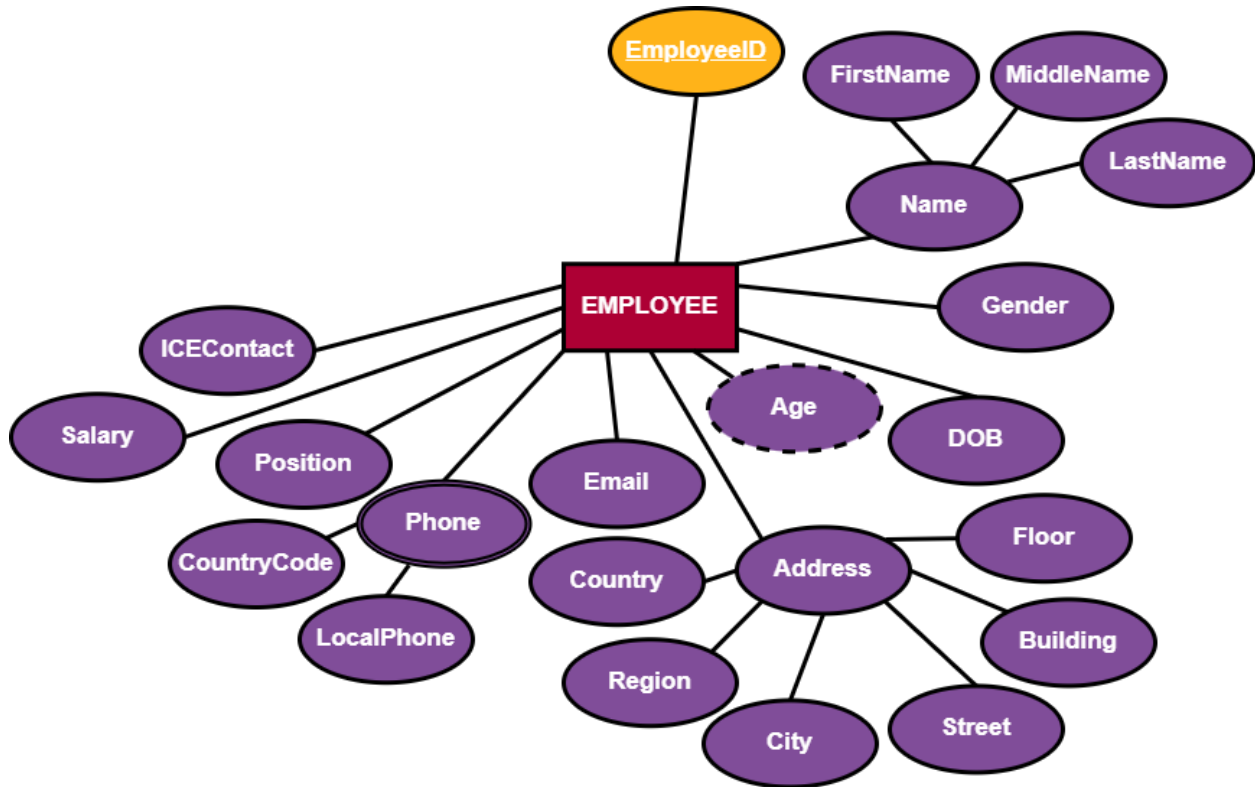 EmployeeID
FirstName
MiddleName
LastName
Name
EMPLOYEE
Gender
ICEContact
Salary
Position
Age
DOB
Email
Phone
CountryCode
LocalPhone
Country
Address
Floor
Building
Region
City
Street